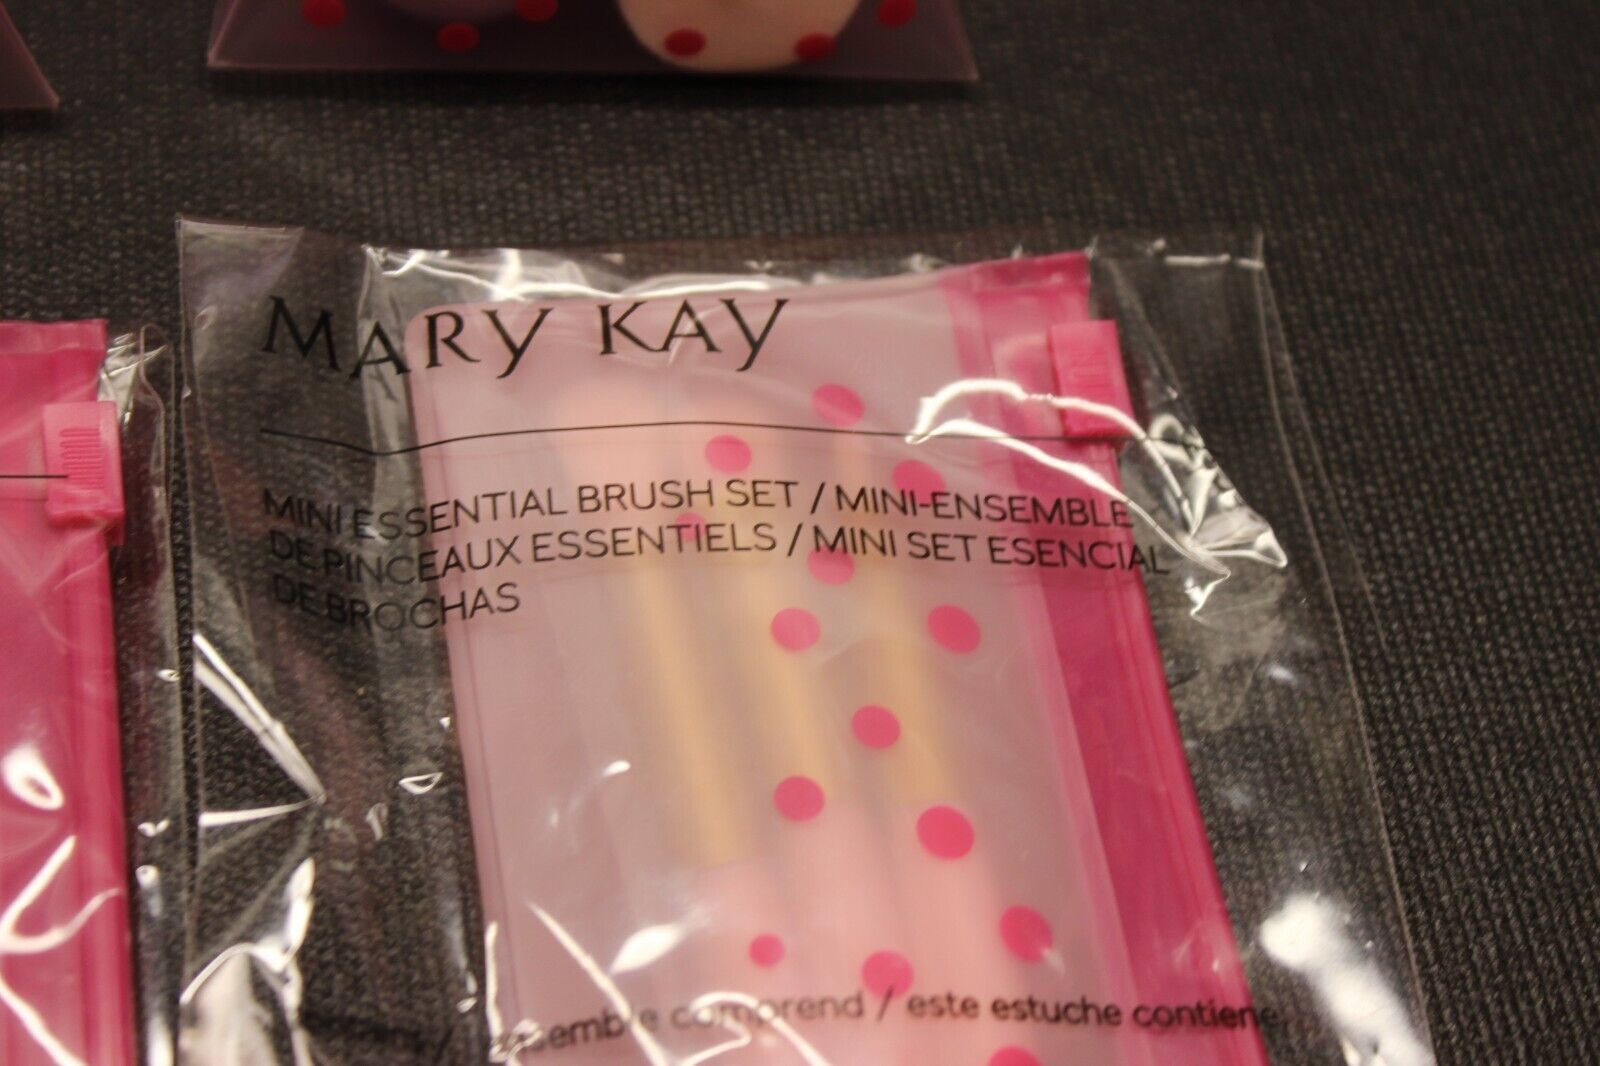 MARY KAY
MINI ESSENTIAL BRUSH SET / MINI-ENSEMBLE
DE PINCEAUX ESSENTIELS / MINI SET ESENCIAL
DE BROCHAS
ensemble comprend / este estuche contiene